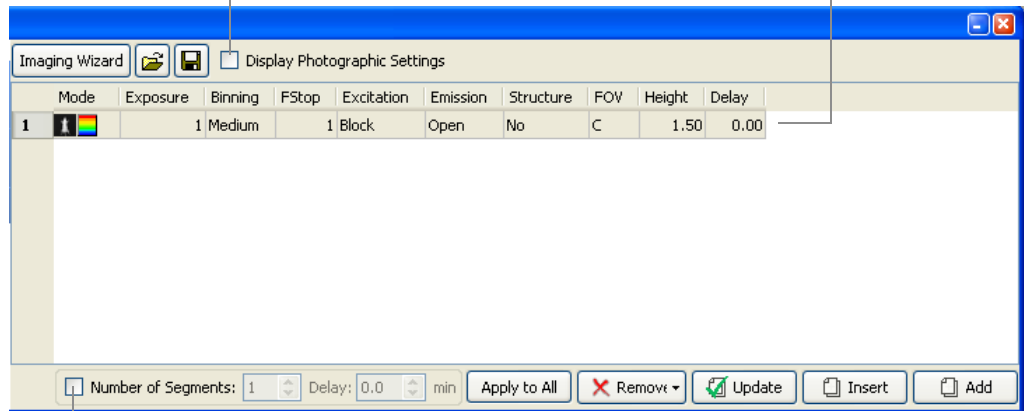 Imaging Wizard Display Photographic Settings
Mode Exposure Binning FStop Excitation Emission Structure FOV Height Delay
1 1 Medium 1 Block Open No C 1.50 0.00
Number of Segments: 1 Delay: 0.0 min Apply to All Remove Update Insert Add